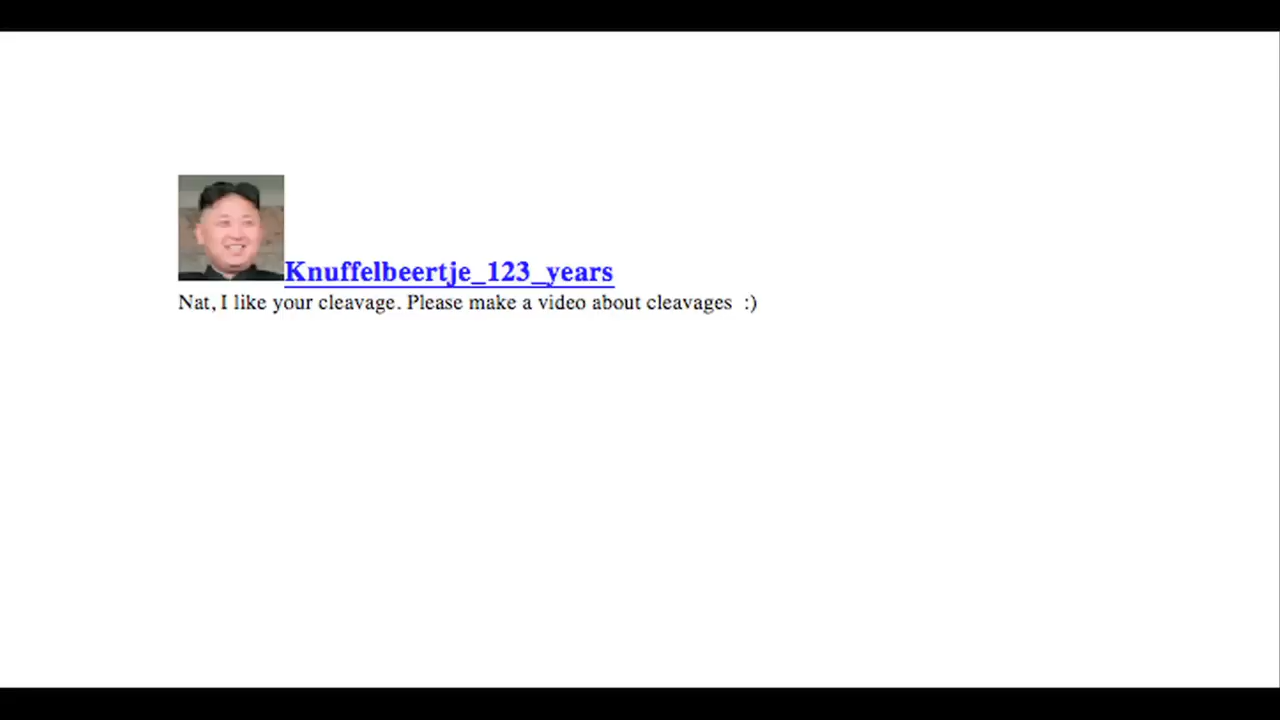 Knuffelbeertje_123_years
Nat, I like your cleavage. Please make a video about cleavages  :)